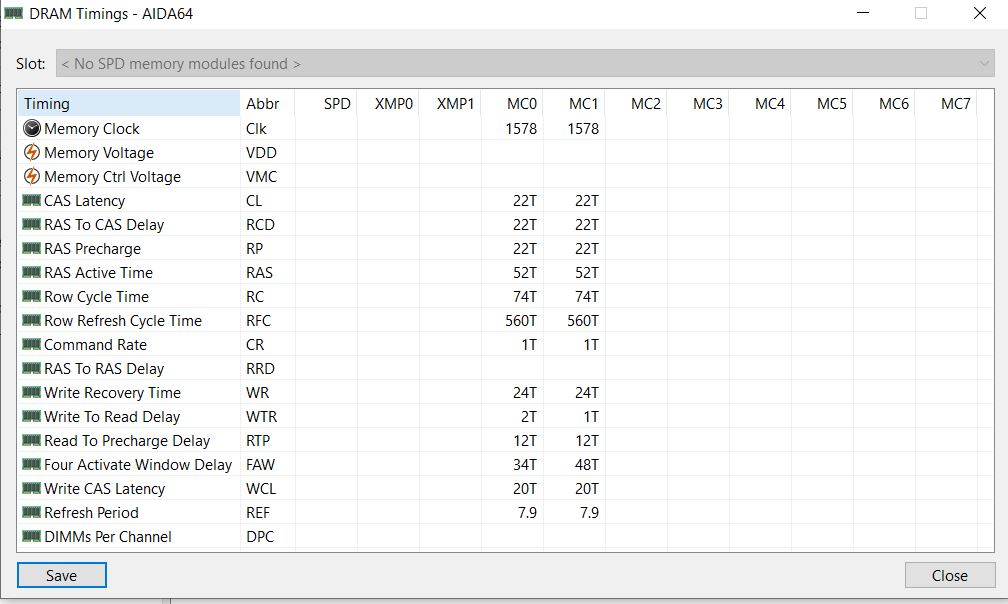 DRAM Timings - AIDA64
Slot: < No SPD memory modules found >
Timing Abbr SPD XMP0 XMP1 MC0 MC1 MC2 MC3 MC4 MC5 MC6 MC7
Memory Clock Clk 1578 1578
Memory Voltage VDD
Memory Ctrl Voltage VMC
CAS Latency CL 22T 22T
RAS To CAS Delay RCD 22T 22T
RAS Precharge RP 22T 22T
RAS Active Time RAS 52T 52T
Row Cycle Time RC 74T 74T
Row Refresh Cycle Time RFC 560T 560T
Command Rate CR 1T 1T
RAS To RAS Delay RRD
Write Recovery Time WR 24T 24T
Write To Read Delay WTR 2T 1T
Read To Precharge Delay RTP 12T 12T
Four Activate Window Delay FAW 34T 48T
Write CAS Latency WCL 20T 20T
Refresh Period REF 7.9 7.9
DIMMs Per Channel DPC
Save Close